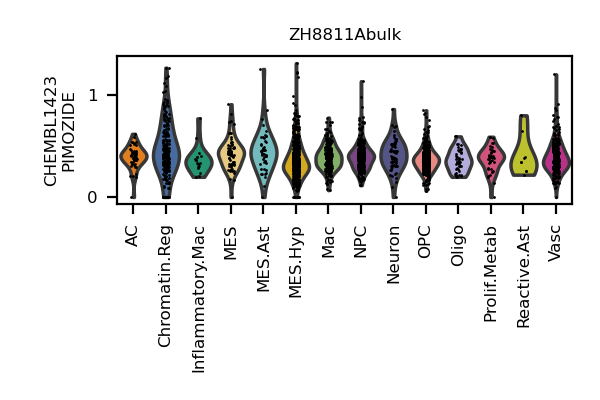 ZH8811Abulk
CHEMBL1423
PIMOZIDE
1
0
AC
Chromatin.Reg
Inflammatory.Mac
MES
MES.Ast
MES.Hyp
Mac
NPC
Neuron
OPC
Oligo
Prolif.Metab
Reactive.Ast
Vasc